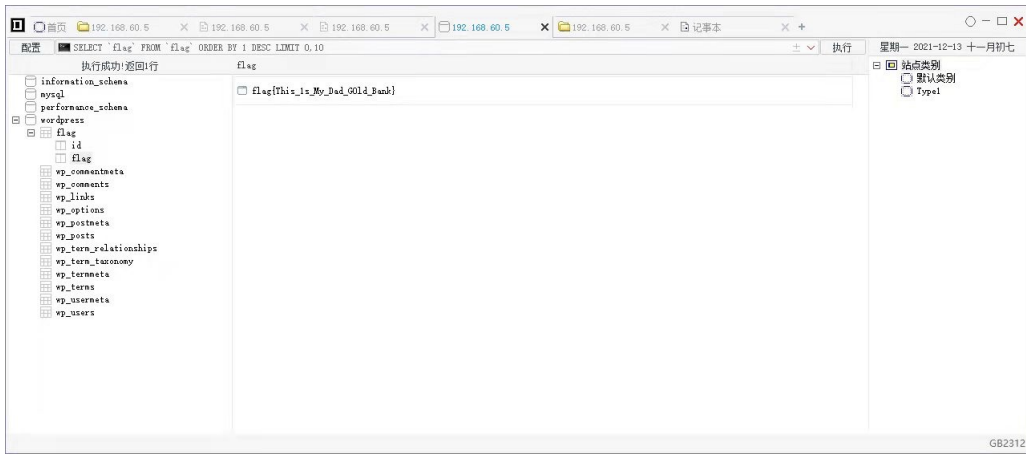 首页 192.168.60.5 192.168.60.5 192.168.60.5 192.168.60.5 192.168.60.5 记事本
配置 SELECT `flag` FROM `flag` ORDER BY 1 DESC LIMIT 0,10 执行 星期一 2021-12-13 十一月初七
执行成功!返回1行 flag
flag{This_1s_My_Dad_G0ld_Bank}
information_schema
mysql
performance_schema
wordpress
flag
id
flag
wp_commentmeta
wp_comments
wp_links
wp_options
wp_postmeta
wp_posts
wp_term_relationships
wp_term_taxonomy
wp_termmeta
wp_terms
wp_usermeta
wp_users
站点类别
默认类别
Type1
GB2312